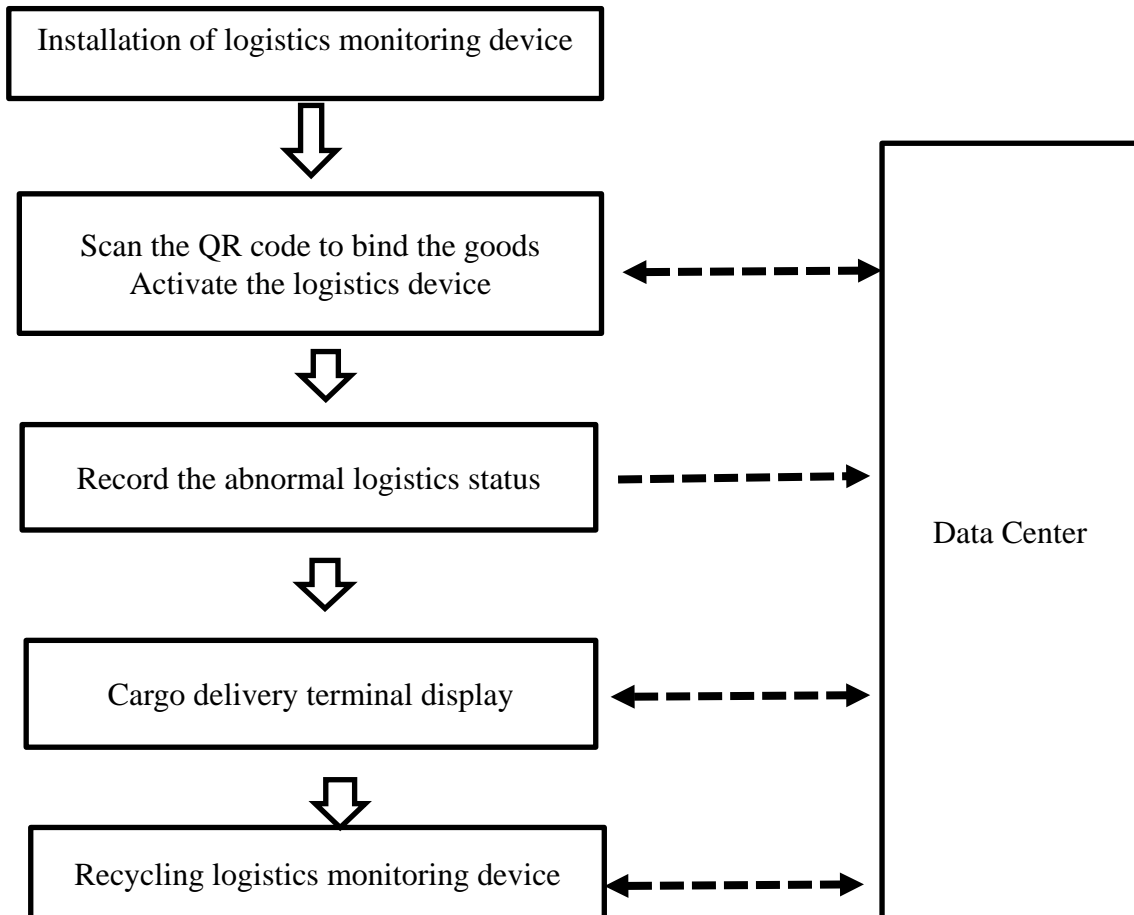 Installation of logistics monitoring device
Scan the QR code to bind the goods
Activate the logistics device
Record the abnormal logistics status
Data Center
Cargo delivery terminal display
Recycling logistics monitoring device